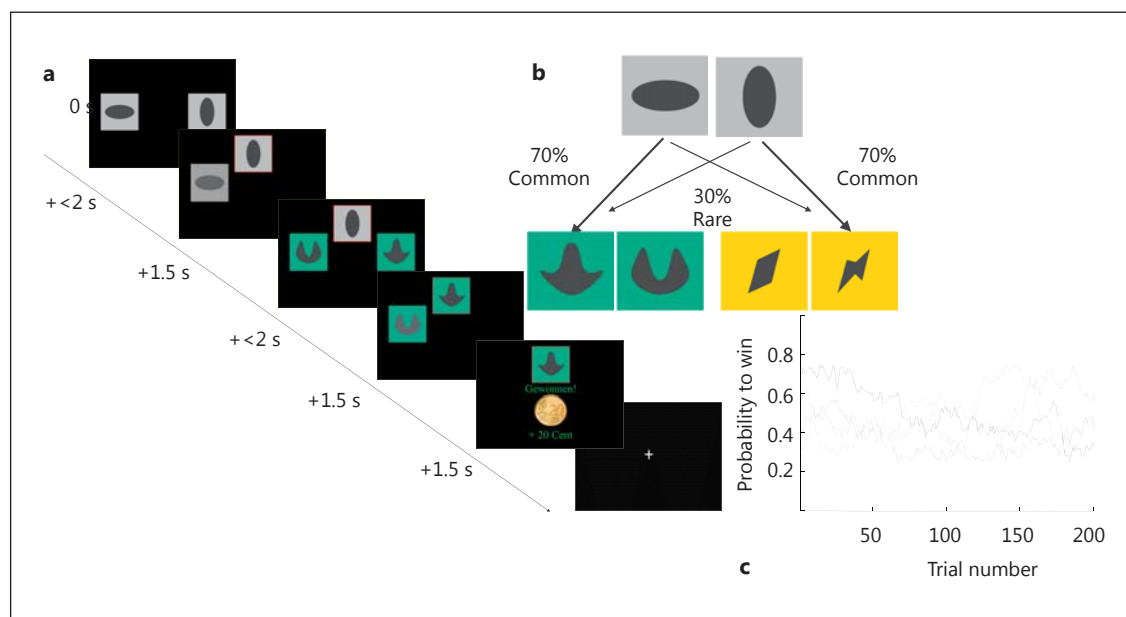 a
0 s
+<2 s
+1.5 s
+<2 s
+1.5 s
+1.5 s
Gewonnen!
20
+ 20 Cent
b
70%
Common
30%
Rare
70%
Common
Probability to win
0.8
0.6
0.4
0.2
50
100
150
200
Trial number
c